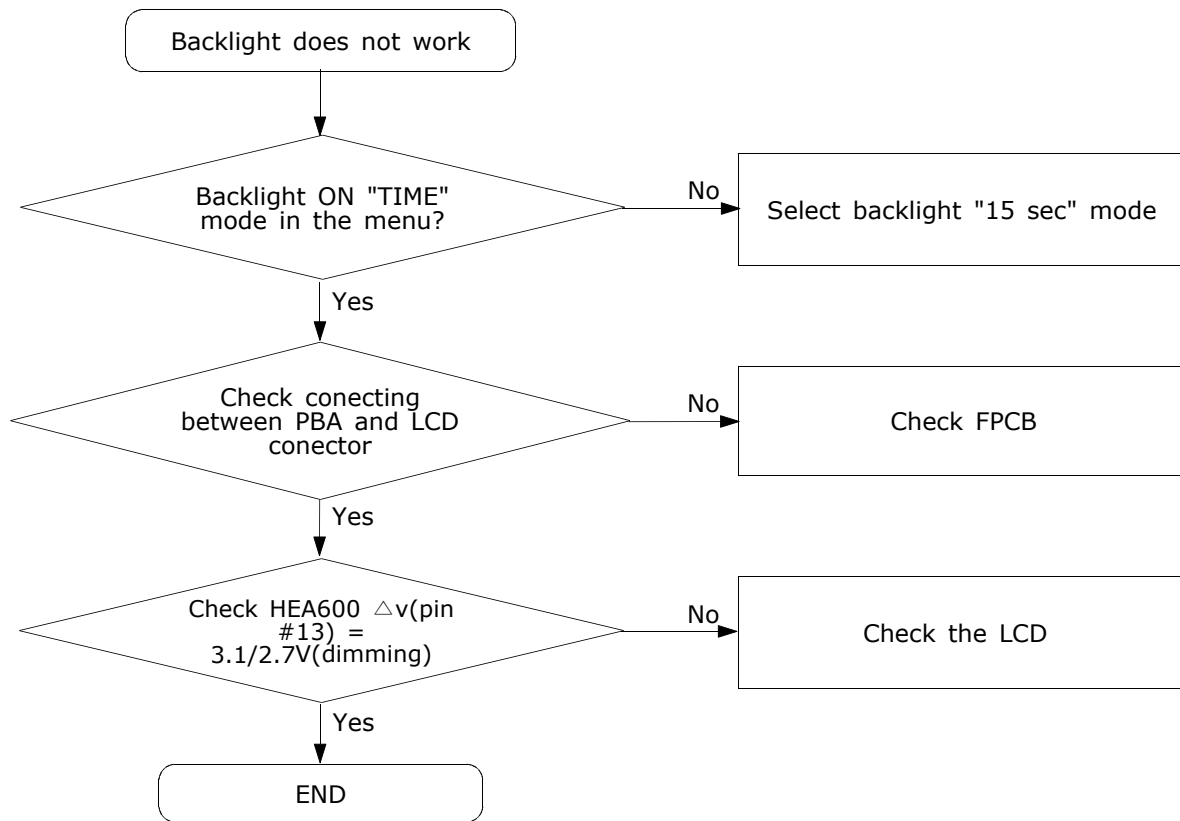 Backlight does not work
Backlight ON "TIME"
mode in the menu?
No
Select backlight "15 sec" mode
Yes
Check conecting
between PBA and LCD
conector
No
Check FPCB
Yes
Check HEA600 △v(pin
#13) =
3.1/2.7V(dimming)
No
Check the LCD
Yes
END